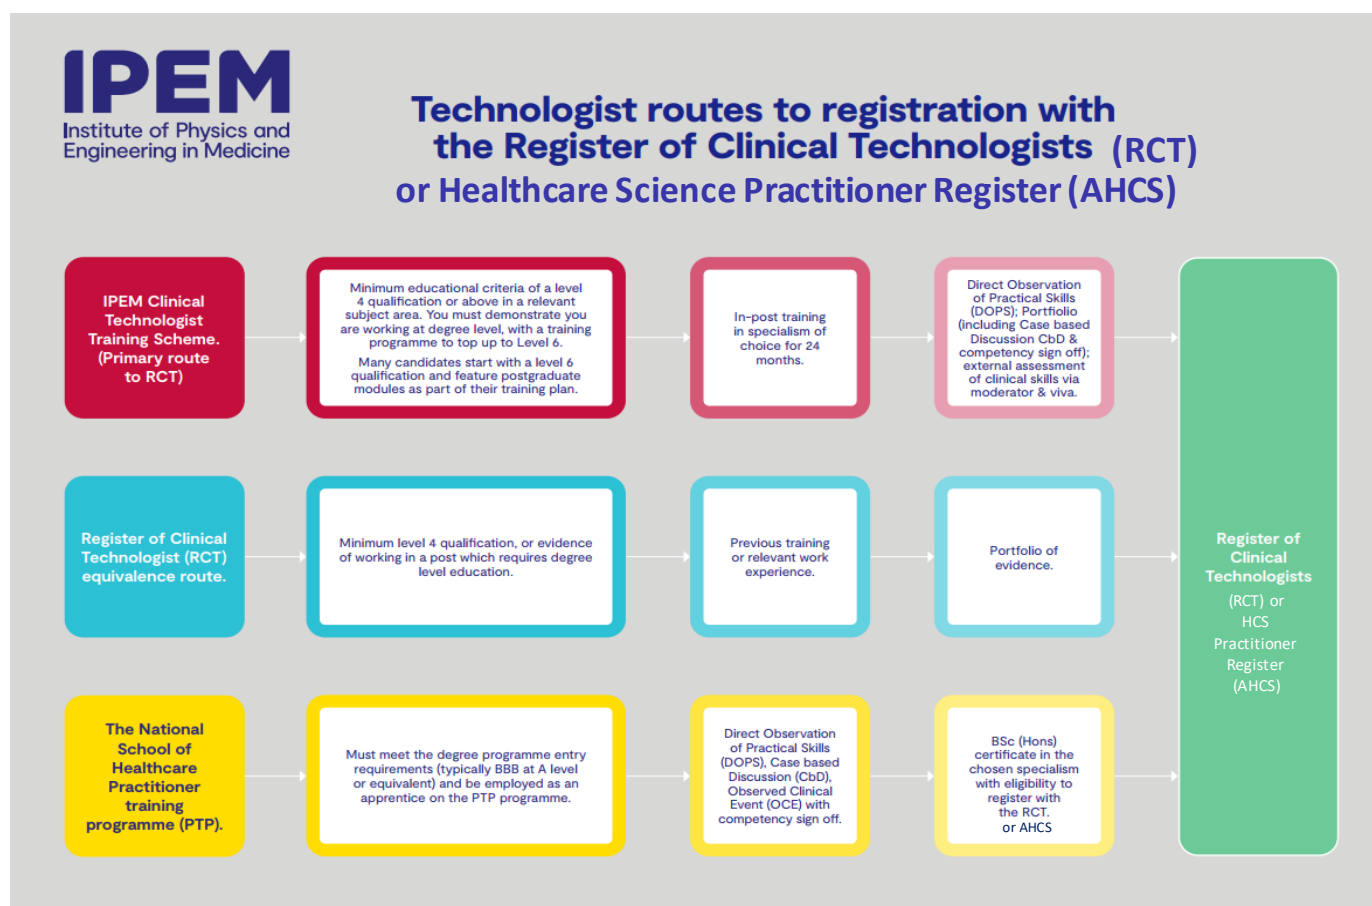 IPEM
Institute of Physics and
Engineering in Medicine
Technologist routes to registration with
the Register of Clinical Technologists (RCT)
or Healthcare Science Practitioner Register (AHCS)
IPEM Clinical
Technologist
Training Scheme.
(Primary route
to RCT)
Minimum educational criteria of a level
4 qualification or above in a relevant
subject area. You must demonstrate you
are working at degree level, with a training
programme to top up to Level 6.
Many candidates start with a level 6
qualification and feature postgraduate
modules as part of their training plan.
In-post training
in specialism of
choice for 24
months.
Direct Observation
of Practical Skills
(DOPS); Portfolio
(including Case based
Discussion CbD &
competency sign off);
external assessment
of clinical skills via
moderator & viva.
Register of Clinical
Technologist (RCT)
equivalence route.
Minimum level 4 qualification, or evidence
of working in a post which requires degree
level education.
Previous training
or relevant work
experience.
Portfolio of
evidence.
The National
School of
Healthcare
Practitioner
training
programme (PTP).
Must meet the degree programme entry
requirements (typically BBB at A level
or equivalent) and be employed as an
apprentice on the PTP programme.
Direct Observation
of Practical Skills
(DOPS), Case based
Discussion (CbD),
Observed Clinical
Event (OCE) with
competency sign off.
BSc (Hons)
certificate in the
chosen specialism
with eligibility to
register with
the RCT.
or AHCS
Register of
Clinical
Technologists
(RCT) or
HCS
Practitioner
Register
(AHCS)